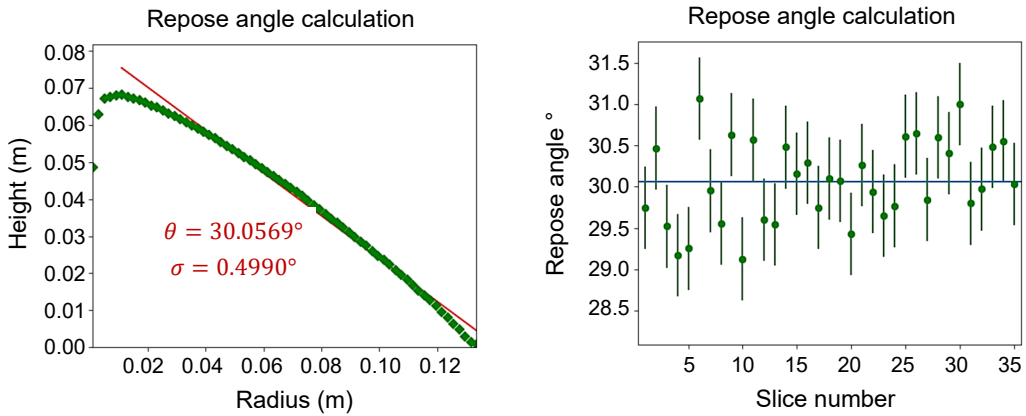 Repose angle calculation
Height (m)
0.08
0.07
0.06
0.05
0.04
0.03
0.02
0.01
0.00
θ = 30.0569°
σ = 0.4990°
0.02 0.04 0.06 0.08 0.10 0.12
Radius (m)
Repose angle calculation
Repose angle °
31.5
31.0
30.5
30.0
29.5
29.0
28.5
5 10 15 20 25 30 35
Slice number